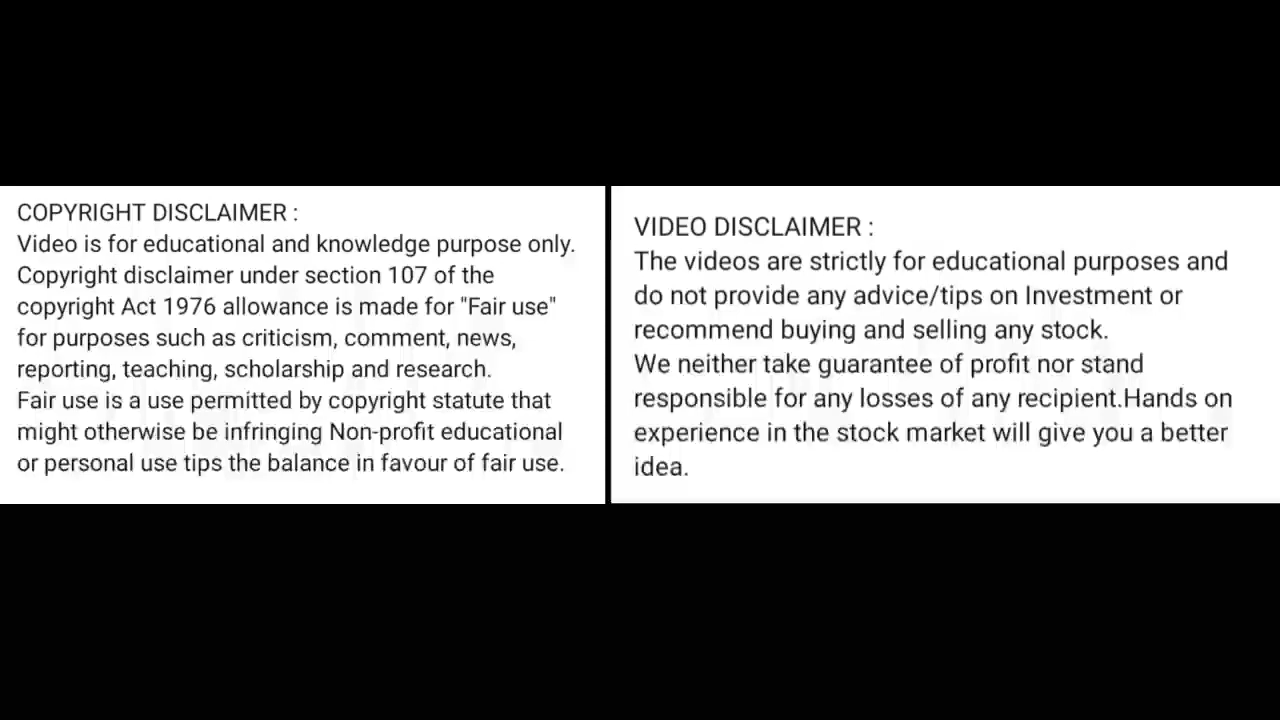 COPYRIGHT DISCLAIMER :
Video is for educational and knowledge purpose only.
Copyright disclaimer under section 107 of the
copyright Act 1976 allowance is made for "Fair use"
for purposes such as criticism, comment, news,
reporting, teaching, scholarship and research.
Fair use is a use permitted by copyright statute that
might otherwise be infringing Non-profit educational
or personal use tips the balance in favour of fair use.
VIDEO DISCLAIMER :
The videos are strictly for educational purposes and
do not provide any advice/tips on Investment or
recommend buying and selling any stock.
We neither take guarantee of profit nor stand
responsible for any losses of any recipient.Hands on
experience in the stock market will give you a better
idea.